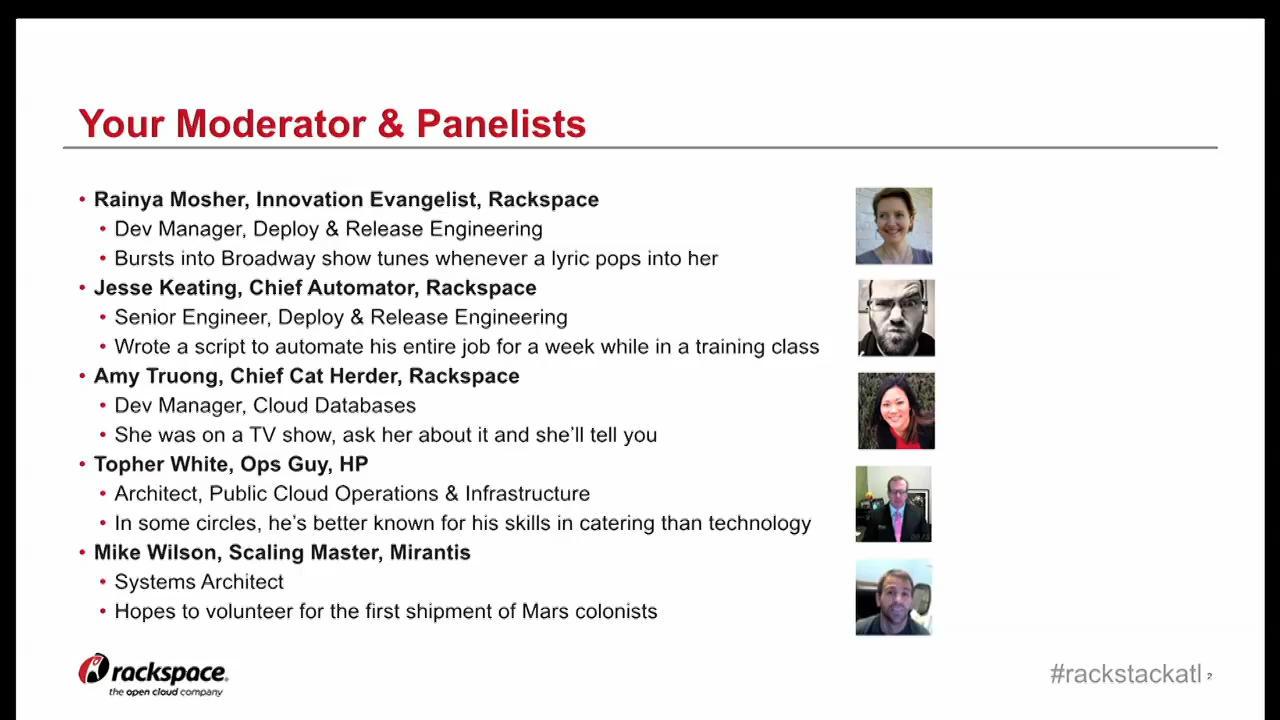 Your Moderator & Panelists
• Rainya Mosher, Innovation Evangelist, Rackspace
• Dev Manager, Deploy & Release Engineering
• Bursts into Broadway show tunes whenever a lyric pops into her
• Jesse Keating, Chief Automator, Rackspace
• Senior Engineer, Deploy & Release Engineering
• Wrote a script to automate his entire job for a week while in a training class
• Amy Truong, Chief Cat Herder, Rackspace
• Dev Manager, Cloud Databases
• She was on a TV show, ask her about it and she'll tell you
• Topher White, Ops Guy, HP
• Architect, Public Cloud Operations & Infrastructure
• In some circles, he's better known for his skills in catering than technology
• Mike Wilson, Scaling Master, Mirantis
• Systems Architect
• Hopes to volunteer for the first shipment of Mars colonists
rackspace®
the open cloud company
#rackstackatl 2